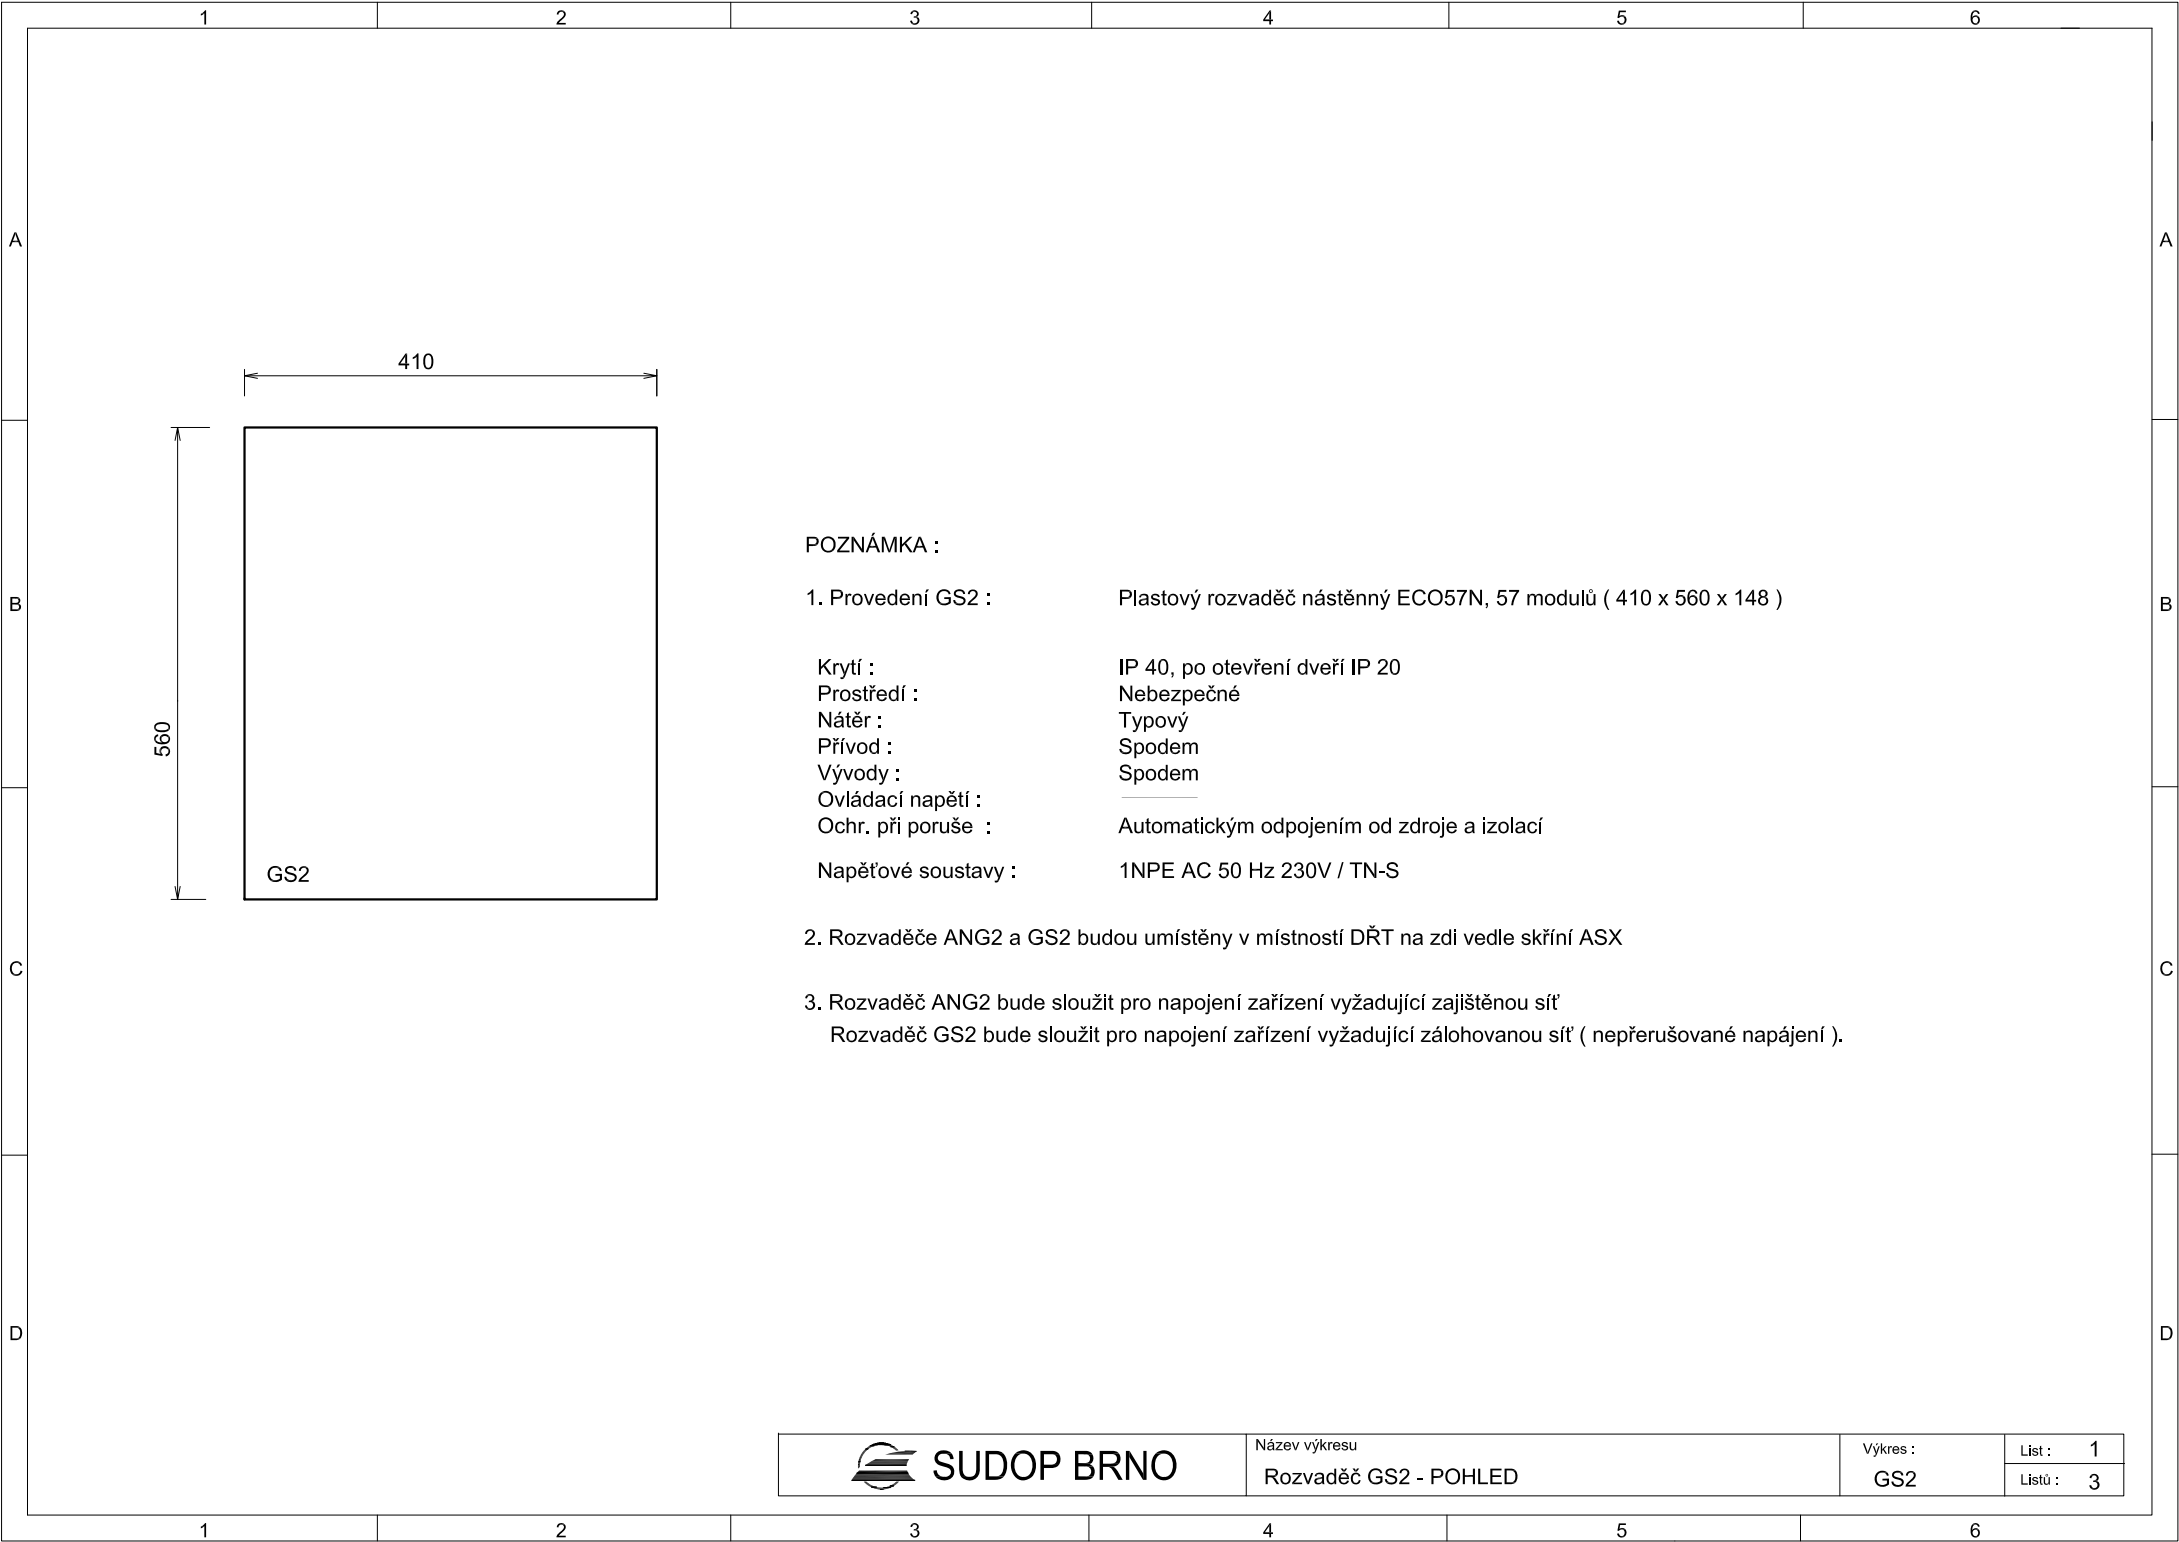 1 2 3 4 5 6
A A
410
560
GS2
B B
POZNÁMKA :
1. Provedení GS2 : Plastový rozvaděč nástěnný ECO57N, 57 modulů ( 410 x 560 x 148 )
Krytí : IP 40, po otevření dveří IP 20
Prostředí : Nebezpečné
Nátěr : Typový
Přívod : Spodem
Vývody : Spodem
Ovládací napětí :
Ochr. při poruše : Automatickým odpojením od zdroje a izolací
Napěťové soustavy : 1NPE AC 50 Hz 230V / TN-S
2. Rozvaděče ANG2 a GS2 budou umístěny v místností DŘT na zdi vedle skříní ASX
C C
3. Rozvaděč ANG2 bude sloužit pro napojení zařízení vyžadující zajištěnou síť
Rozvaděč GS2 bude sloužit pro napojení zařízení vyžadující zálohovanou síť ( nepřerušované napájení ).
D D
SUDOP BRNO
Název výkresu
Rozvaděč GS2 - POHLED
Výkres :
GS2
List : 1
Listů : 3
1 2 3 4 5 6